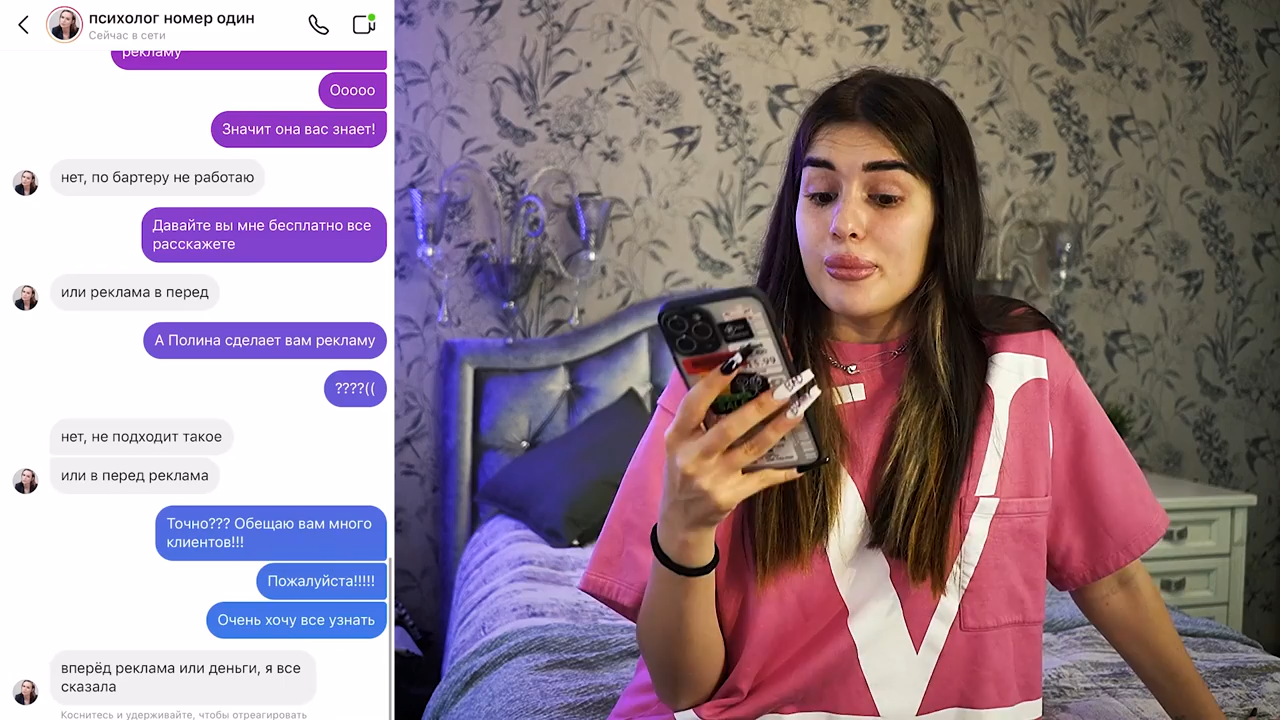 психолог номер один
Сейчас в сети
рекламу
Ооооо
Значит она вас знает!
нет, по бартеру не работаю
Давайте вы мне бесплатно все
расскажете
или реклама в перед
А Полина сделает вам рекламу
????((
нет, не подходит такое
или в перед реклама
Точно??? Обещаю вам много
клиентов!!!
Пожалуйста!!!!!
Очень хочу все узнать
вперёд реклама или деньги, я все
сказала
Коснитесь и удерживайте, чтобы отреагировать